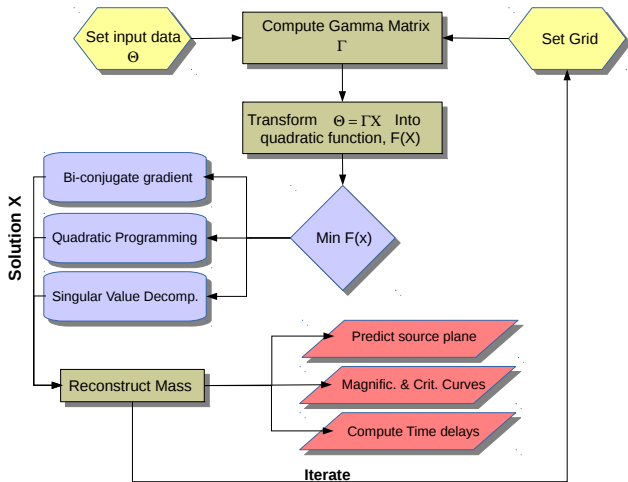 Set input data
Θ
Compute Gamma Matrix
Γ
Set Grid
Transform Θ = ΓX Into
quadratic function, F(X)
Bi-conjugate gradient
Quadratic Programming
Min F(x)
Singular Value Decomp.
Solution X
Predict source plane
Reconstruct Mass
Magnific. & Crit. Curves
Compute Time delays
Iterate